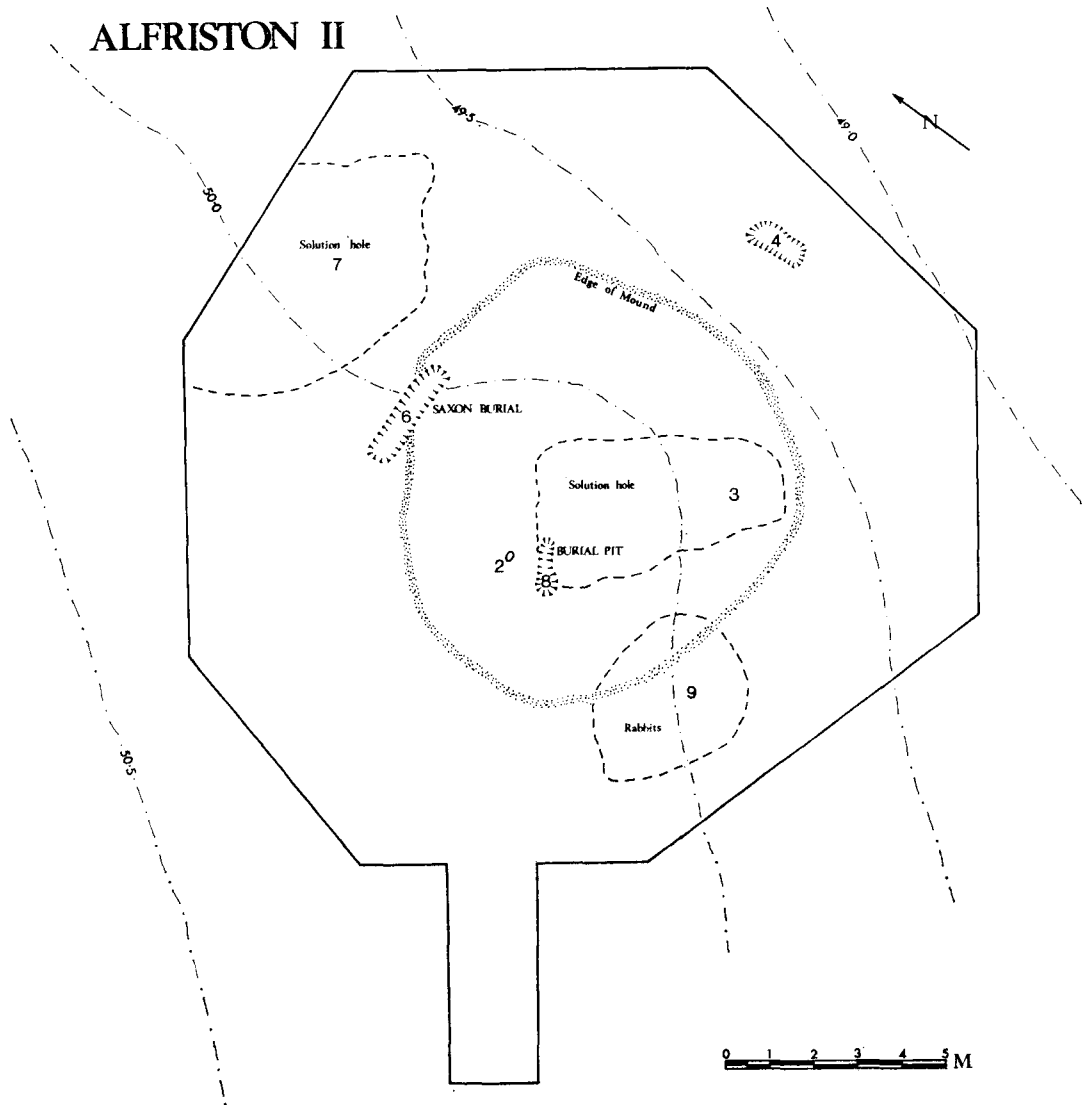 ALFRISTON II
49·5
49·0
N
50·0
Solution hole
7
4
Edge of Mound
6
SAXON BURIAL
Solution hole
3
BURIAL PIT
2
8
9
Rabbits
50·5
0 1 2 3 4 5 M